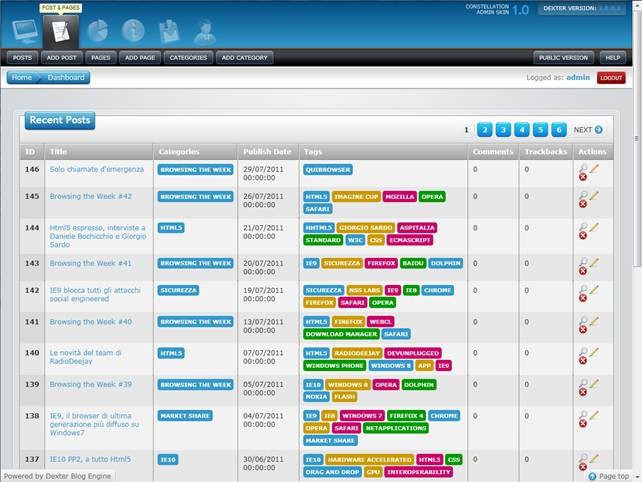 POST & PAGES
CONSTELLATION
ADMIN SKIN 1.0
DEXTER VERSION:
POSTS ADD POST PAGES ADD PAGE CATEGORIES ADD CATEGORY PUBLIC VERSION HELP
Home Dashboard Logged as: admin LOGOUT
Recent Posts 1 2 3 4 5 6 NEXT
ID Title Categories Publish Date Tags Comments Trackbacks Actions
146 Solo chiamate d'emergenza BROWSING THE WEEK 29/07/2011 QUIBROWSER 0 0
00:00:00
145 Browsing the Week #42 BROWSING THE WEEK 26/07/2011 HTML5 IMAGINE CUP MOZILLA OPERA 0 0
00:00:00 SAFARI
144 Html5 espresso, interviste a HTML5 21/07/2011 HHTML5 GIORGIO SARDO ASPITALIA 0 0
Daniele Bochicchio e Giorgio 00:00:00 STANDARD W3C CSS ECMASCRIPT
Sardo
143 Browsing the Week #41 BROWSING THE WEEK 20/07/2011 IE9 SICUREZZA FIREFOX BAIDU DOLPHIN 0 0
00:00:00
142 IE9 blocca tutti gli attacchi SICUREZZA 19/07/2011 SICUREZZA NSS LABS IE9 IE8 CHROME 0 0
social engineered 00:00:00 FIREFOX SAFARI OPERA
141 Browsing the Week #40 BROWSING THE WEEK 13/07/2011 HTML5 FIREFOX WEBCL 0 0
00:00:00 DOWNLOAD MANAGER SAFARI
140 Le novità del team di HTML5 07/07/2011 HTML5 RADIODEEJAY DEVUNPLUGGED 0 0
RadioDeejay 00:00:00 WINDOWS PHONE WINDOWS 8 APP IE9
139 Browsing the Week #39 BROWSING THE WEEK 05/07/2011 IE10 WINDOWS 8 OPERA DOLPHIN 0 0
00:00:00 NOKIA FLASH
138 IE9, il browser di ultima MARKET SHARE 04/07/2011 IE9 IE8 WINDOWS 7 FIREFOX 4 CHROME 0 0
generazione più diffuso su 00:00:00 OPERA SAFARI NETAPPLICATIONS
Windows7 MARKET SHARE
137 IE10 PP2, a tutto Html5 IE10 30/06/2011 IE10 HARDWARE ACCELERATED HTML5 CSS 0 0
00:00:00 DRAG AND DROP GPU INTEROPERABILITY
Powered by Dexter Blog Engine Page top